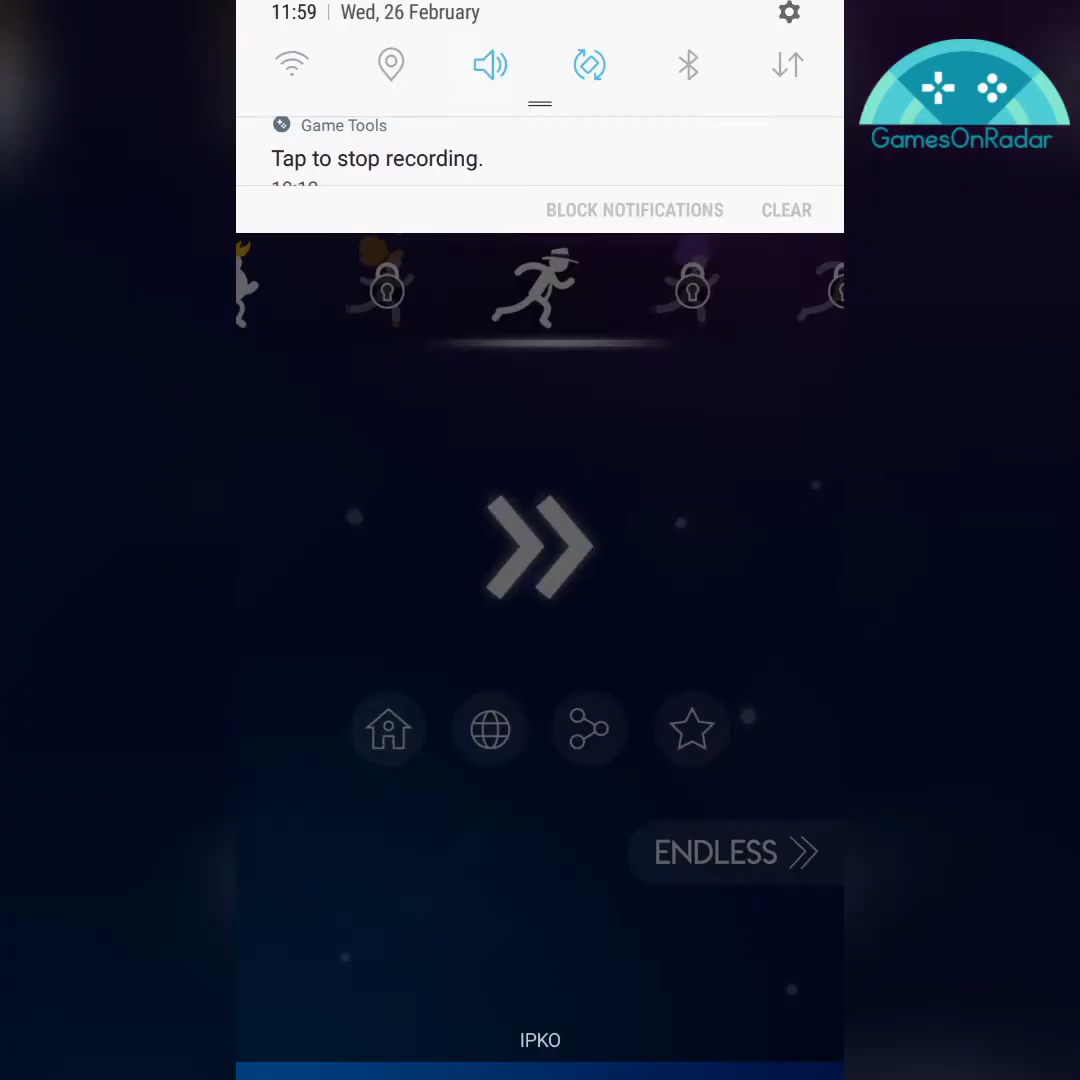 11:59 | Wed, 26 February
GamesOnRadar
Game Tools
Tap to stop recording.
BLOCK NOTIFICATIONS CLEAR
ENDLESS
IPKO